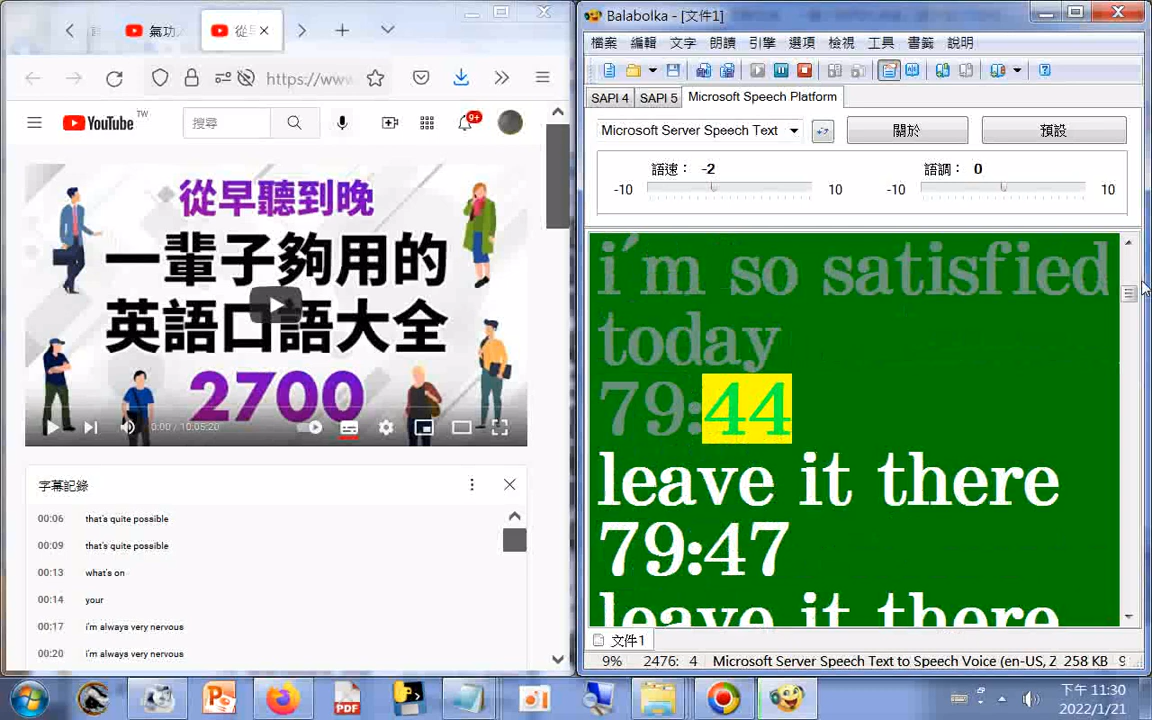 氣功
從
https://www
YouTube TW
搜尋
9+
從早聽到晚
一輩子夠用的
英語口語大全
2700
0:00 / 10:05:20
字幕記錄
00:06 that's quite possible
00:09 that's quite possible
00:13 what's on
00:14 your
00:17 i'm always very nervous
00:20 i'm always very nervous
Balabolka - [文件1]
檔案 編輯 文字 朗讀 引擎 選項 檢視 工具 書籤 說明
SAPI 4 SAPI 5 Microsoft Speech Platform
Microsoft Server Speech Text 關於 預設
語速： -2 語調： 0
-10 10 -10 10
i´m so satisfied
today
79:44
leave it there
79:47
leave it there
文件1
9% 2476: 4 Microsoft Server Speech Text to Speech Voice (en-US, Z 258 KB 9
PDF
下午 11:30
2022/1/21